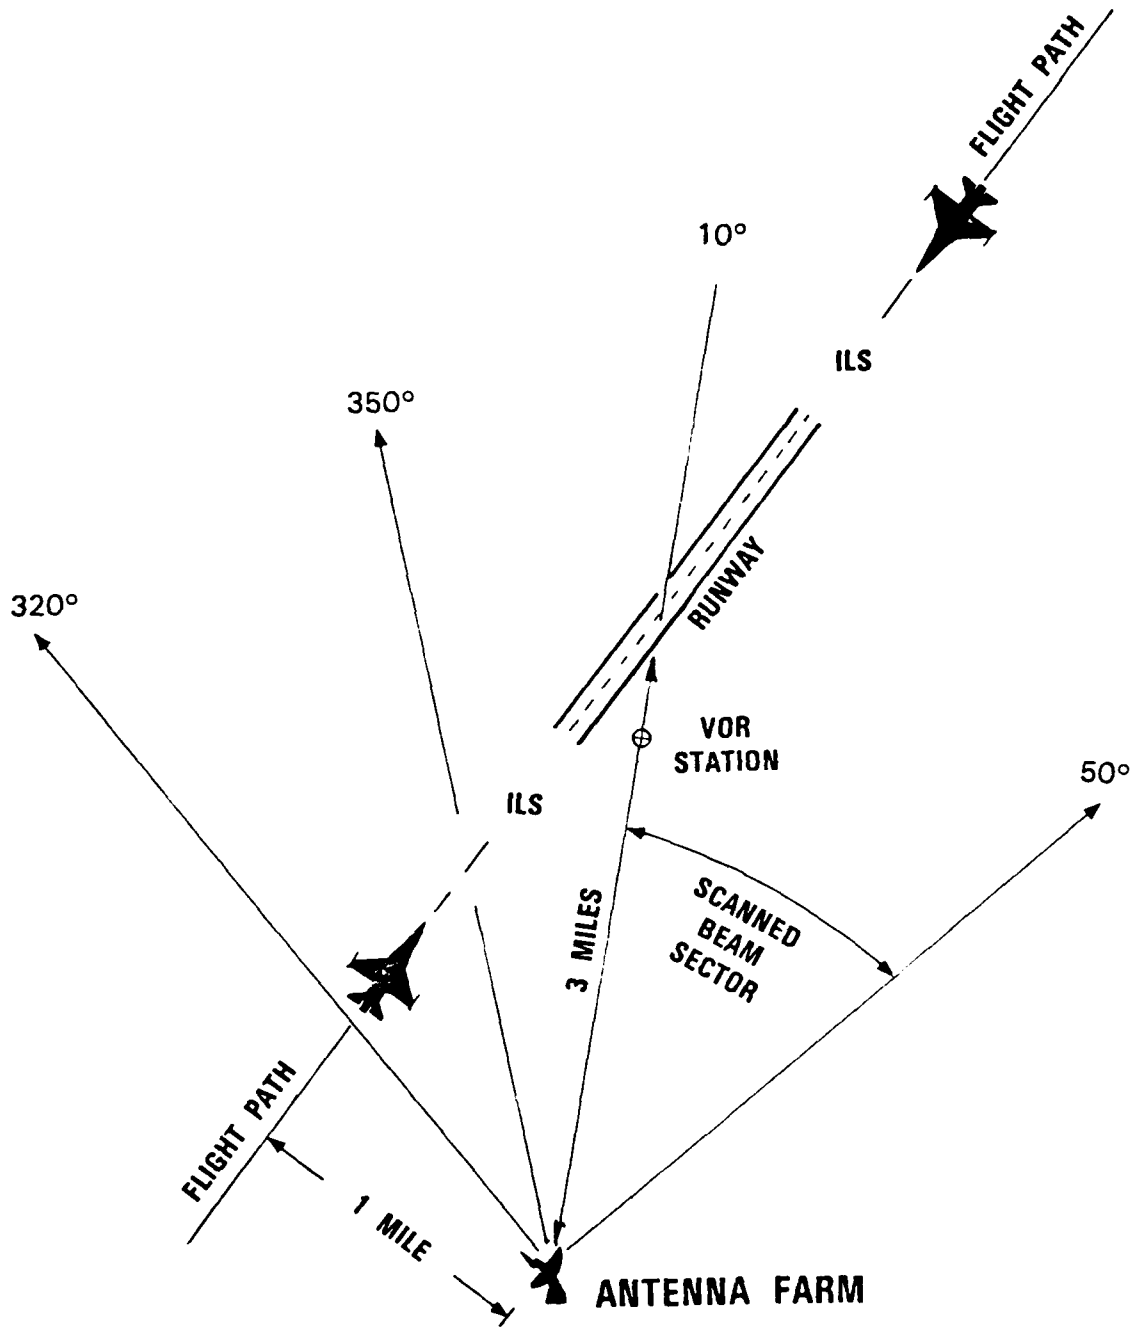 FLIGHT PATH
10°
ILS
350°
320°
RUNWAY
VOR
STATION
50°
ILS
3 MILES
SCANNED
BEAM
SECTOR
FLIGHT PATH
1 MILE
ANTENNA FARM